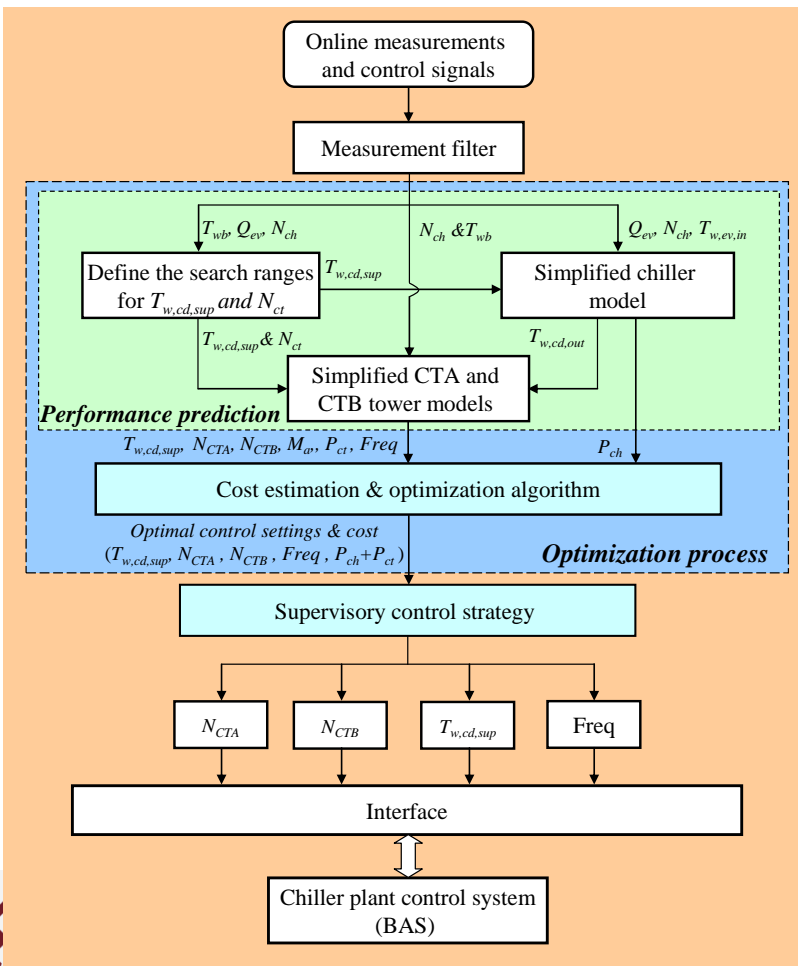 Online measurements
and control signals
Measurement filter
T_wb, Q_ev, N_ch
N_ch &T_wb
Q_ev, N_ch, T_w,ev,in
Define the search ranges
for T_w,cd,sup and N_ct
T_w,cd,sup
Simplified chiller
model
T_w,cd,sup& N_ct
T_w,cd,out
Simplified CTA and
CTB tower models
Performance prediction
T_w,cd,sup, N_CTA, N_CTB, M_a,, P_ct, Freq
P_ch
Cost estimation & optimization algorithm
Optimal control settings & cost
(T_w,cd,sup, N_CTA , N_CTB , Freq , P_ch+P_ct)
Optimization process
Supervisory control strategy
N_CTA
N_CTB
T_w,cd,sup
Freq
Interface
Chiller plant control system
(BAS)